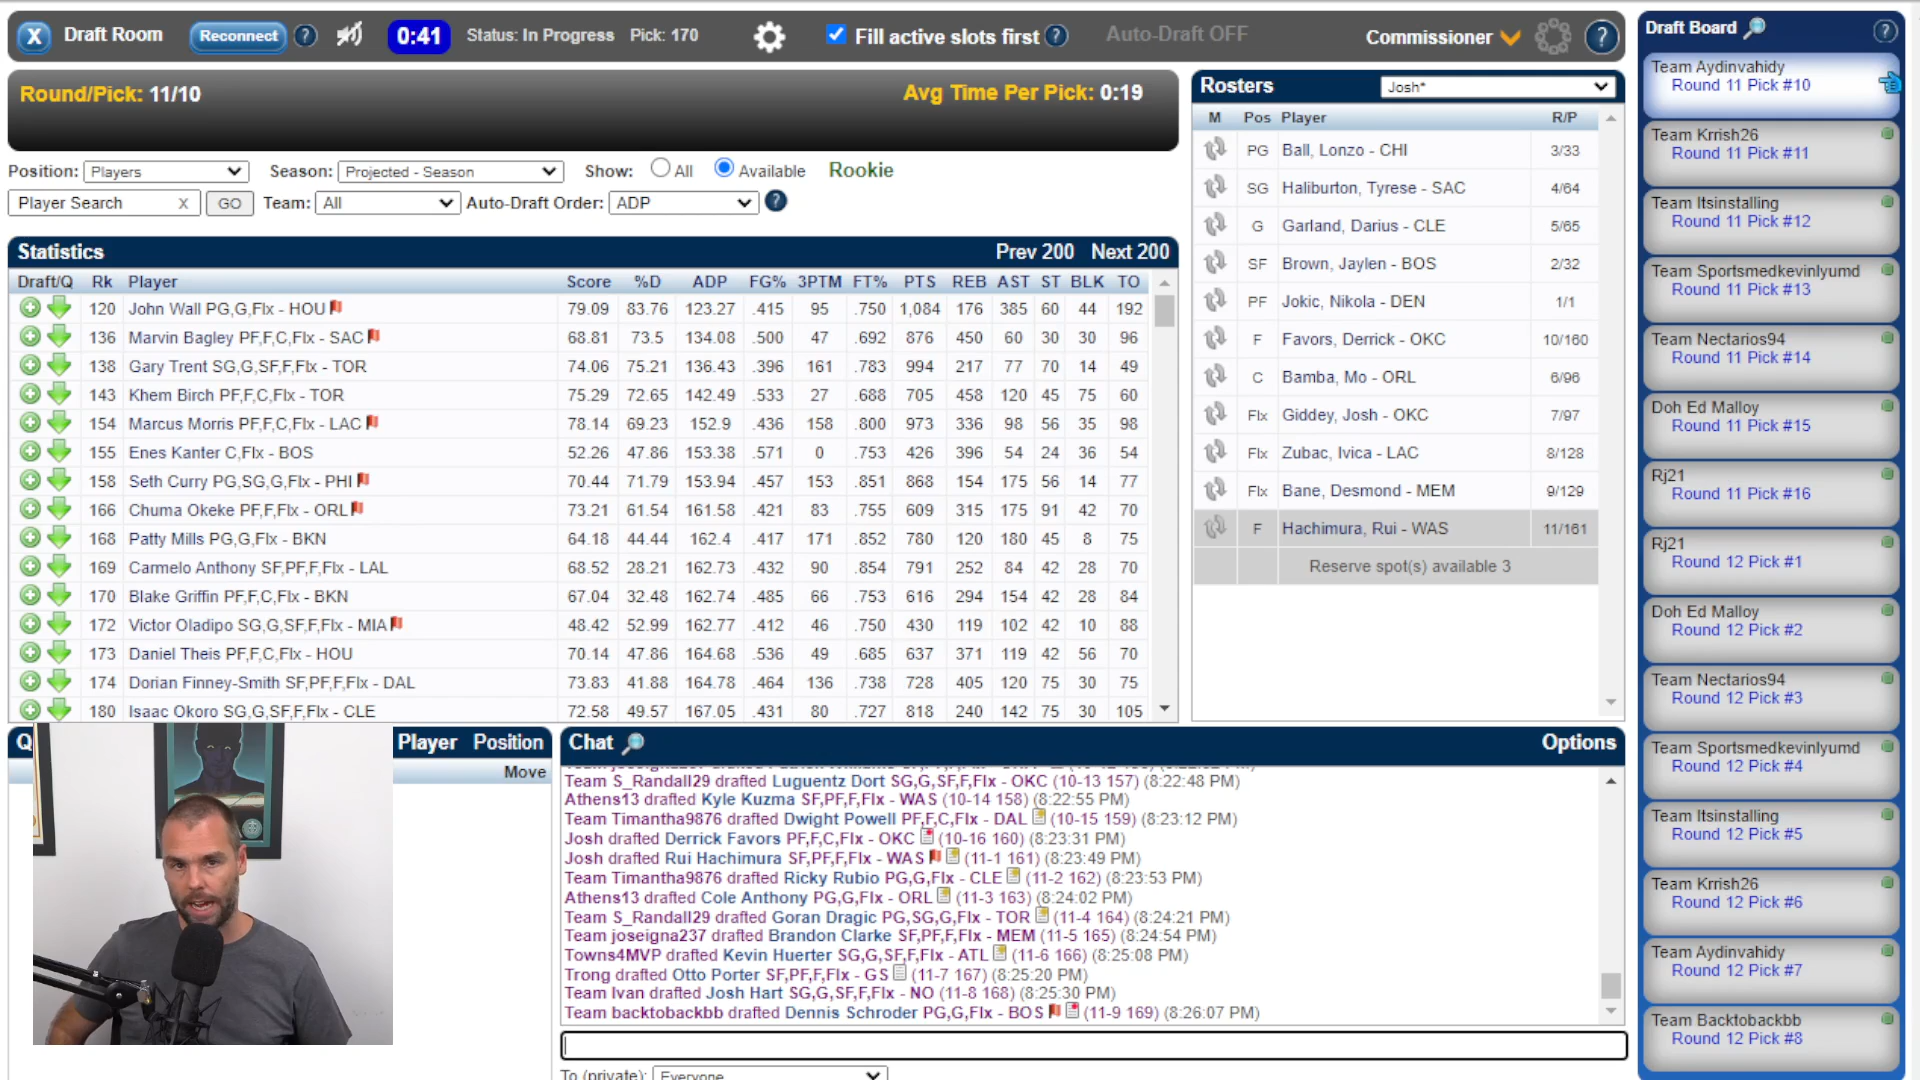 X Draft Room Reconnect ? 0:41 Status: In Progress Pick: 170 Fill active slots first ? Auto-Draft OFF Commissioner ?
Round/Pick: 11/10 Avg Time Per Pick: 0:19
Position: Players Season: Projected - Season Show: All Available Rookie
Player Search X GO Team: All Auto-Draft Order: ADP ?
Statistics Prev 200 Next 200
Draft/Q Rk Player Score %D ADP FG% 3PTM FT% PTS REB AST ST BLK TO
120 John Wall PG,G,Flx - HOU 79.09 83.76 123.27 .415 95 .750 1,084 176 385 60 44 192
136 Marvin Bagley PF,F,C,Flx - SAC 68.81 73.5 134.08 .500 47 .692 876 450 60 30 30 96
138 Gary Trent SG,G,SF,F,Flx - TOR 74.06 75.21 136.43 .396 161 .783 994 217 77 70 14 49
143 Khem Birch PF,F,C,Flx - TOR 75.29 72.65 142.49 .533 27 .688 705 458 120 45 75 60
154 Marcus Morris PF,F,C,Flx - LAC 78.14 69.23 152.9 .436 158 .800 973 336 98 56 35 98
155 Enes Kanter C,Flx - BOS 52.26 47.86 153.38 .571 0 .753 426 396 54 24 36 54
158 Seth Curry PG,SG,G,Flx - PHI 70.44 71.79 153.94 .457 153 .851 868 154 175 56 14 77
166 Chuma Okeke PF,F,Flx - ORL 73.21 61.54 161.58 .421 83 .755 609 315 175 91 42 70
168 Patty Mills PG,G,Flx - BKN 64.18 44.44 162.4 .417 171 .852 780 120 180 45 8 75
169 Carmelo Anthony SF,PF,F,Flx - LAL 68.52 28.21 162.73 .432 90 .854 791 252 84 42 28 70
170 Blake Griffin PF,F,C,Flx - BKN 67.04 32.48 162.74 .485 66 .753 616 294 154 42 28 84
172 Victor Oladipo SG,G,SF,F,Flx - MIA 48.42 52.99 162.77 .412 46 .750 430 119 102 42 10 88
173 Daniel Theis PF,F,C,Flx - HOU 70.14 47.86 164.68 .536 49 .685 637 371 119 42 56 70
174 Dorian Finney-Smith SF,PF,F,Flx - DAL 73.83 41.88 164.78 .464 136 .738 728 405 120 75 30 75
180 Isaac Okoro SG,G,SF,F,Flx - CLE 72.58 49.57 167.05 .431 80 .727 818 240 142 75 30 105
Rosters Josh*
M Pos Player R/P
PG Ball, Lonzo - CHI 3/33
SG Haliburton, Tyrese - SAC 4/64
G Garland, Darius - CLE 5/65
SF Brown, Jaylen - BOS 2/32
PF Jokic, Nikola - DEN 1/1
F Favors, Derrick - OKC 10/160
C Bamba, Mo - ORL 6/96
Flx Giddey, Josh - OKC 7/97
Flx Zubac, Ivica - LAC 8/128
Flx Bane, Desmond - MEM 9/129
F Hachimura, Rui - WAS 11/161
Reserve spot(s) available 3
Player Position
Move
Chat Options
Team S_Randall29 drafted Luguentz Dort SG,G,SF,F,Flx - OKC (10-13 157) (8:22:48 PM)
Athens13 drafted Kyle Kuzma SF,PF,F,Flx - WAS (10-14 158) (8:22:55 PM)
Team Timantha9876 drafted Dwight Powell PF,F,C,Flx - DAL (10-15 159) (8:23:12 PM)
Josh drafted Derrick Favors PF,F,C,Flx - OKC (10-16 160) (8:23:31 PM)
Josh drafted Rui Hachimura SF,PF,F,Flx - WAS (11-1 161) (8:23:49 PM)
Team Timantha9876 drafted Ricky Rubio PG,G,Flx - CLE (11-2 162) (8:23:53 PM)
Athens13 drafted Cole Anthony PG,G,Flx - ORL (11-3 163) (8:24:02 PM)
Team S_Randall29 drafted Goran Dragic PG,SG,G,Flx - TOR (11-4 164) (8:24:21 PM)
Team joseigna237 drafted Brandon Clarke SF,PF,F,Flx - MEM (11-5 165) (8:24:54 PM)
Towns4MVP drafted Kevin Huerter SG,G,SF,F,Flx - ATL (11-6 166) (8:25:08 PM)
Trong drafted Otto Porter SF,PF,F,Flx - GS (11-7 167) (8:25:20 PM)
Team Ivan drafted Josh Hart SG,G,SF,F,Flx - NO (11-8 168) (8:25:30 PM)
Team backtobackbb drafted Dennis Schroder PG,G,Flx - BOS (11-9 169) (8:26:07 PM)
To (private): Everyone
Draft Board ?
Team Aydinvahidy
Round 11 Pick #10
Team Krrish26
Round 11 Pick #11
Team Itsinstalling
Round 11 Pick #12
Team Sportsmedkevinlyumd
Round 11 Pick #13
Team Nectarios94
Round 11 Pick #14
Doh Ed Malloy
Round 11 Pick #15
Rj21
Round 11 Pick #16
Rj21
Round 12 Pick #1
Doh Ed Malloy
Round 12 Pick #2
Team Nectarios94
Round 12 Pick #3
Team Sportsmedkevinlyumd
Round 12 Pick #4
Team Itsinstalling
Round 12 Pick #5
Team Krrish26
Round 12 Pick #6
Team Aydinvahidy
Round 12 Pick #7
Team Backtobackbb
Round 12 Pick #8